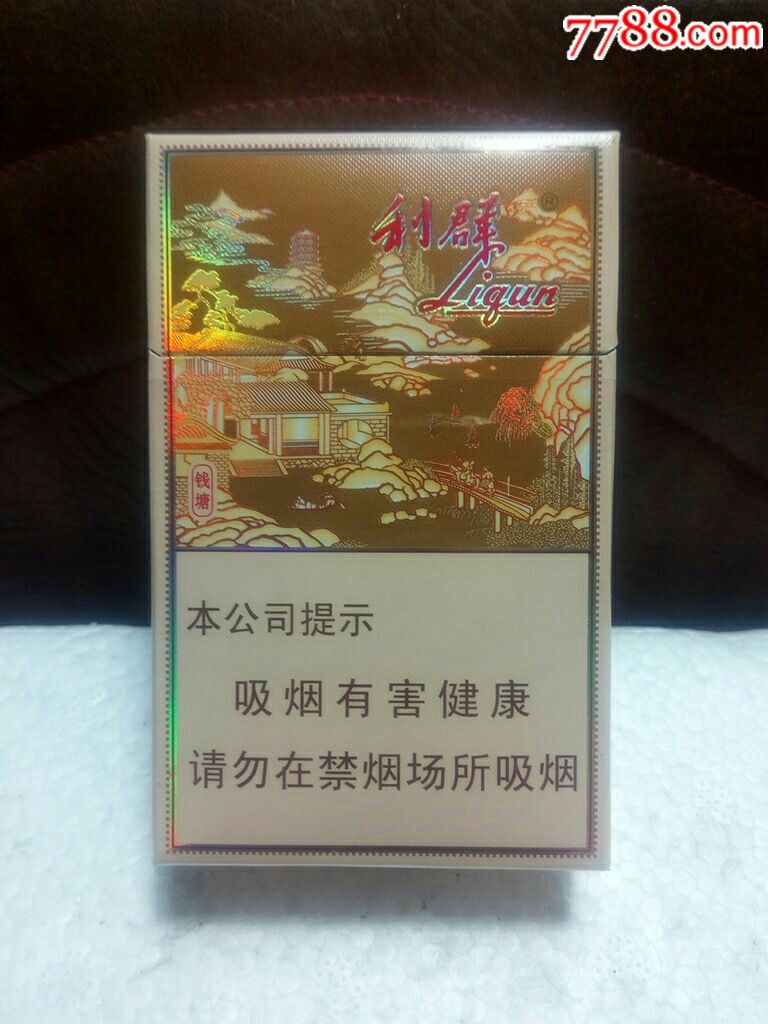 7788.com
利群®
Liqun
钱塘
本公司提示
吸烟有害健康
请勿在禁烟场所吸烟